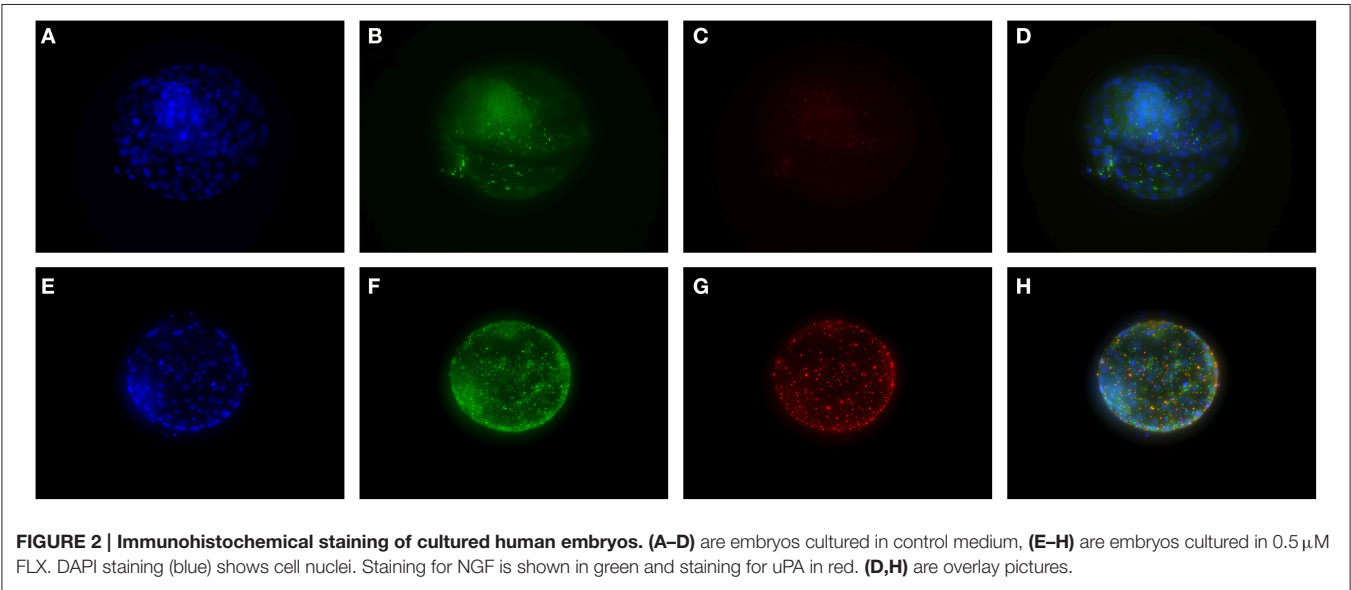 A B C D
E F G H
FIGURE 2 | Immunohistochemical staining of cultured human embryos. (A–D) are embryos cultured in control medium, (E–H) are embryos cultured in 0.5 μM
FLX. DAPI staining (blue) shows cell nuclei. Staining for NGF is shown in green and staining for uPA in red. (D,H) are overlay pictures.